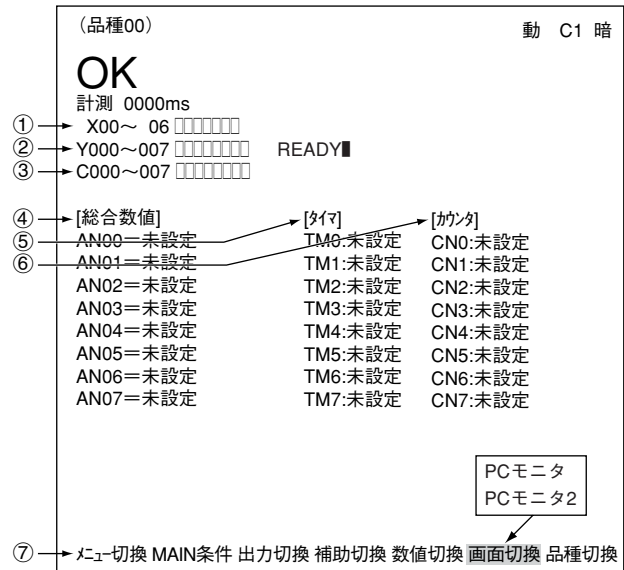 （品種00）
動 C1 暗
OK
計測 0000ms
① X00～ 06 □□□□□□□
② Y000～007 □□□□□□□□ READY■
③ C000～007 □□□□□□□□
④ [総合数値] [ﾀｲﾏ] [ｶｳﾝﾀ]
⑤ AN00＝未設定 TM0:未設定 CN0:未設定
⑥ AN01＝未設定 TM1:未設定 CN1:未設定
AN02＝未設定 TM2:未設定 CN2:未設定
AN03＝未設定 TM3:未設定 CN3:未設定
AN04＝未設定 TM4:未設定 CN4:未設定
AN05＝未設定 TM5:未設定 CN5:未設定
AN06＝未設定 TM6:未設定 CN6:未設定
AN07＝未設定 TM7:未設定 CN7:未設定
PCモニタ
PCモニタ2
⑦ ﾒﾆｭｰ切換 MAIN条件 出力切換 補助切換 数値切換 画面切換 品種切換